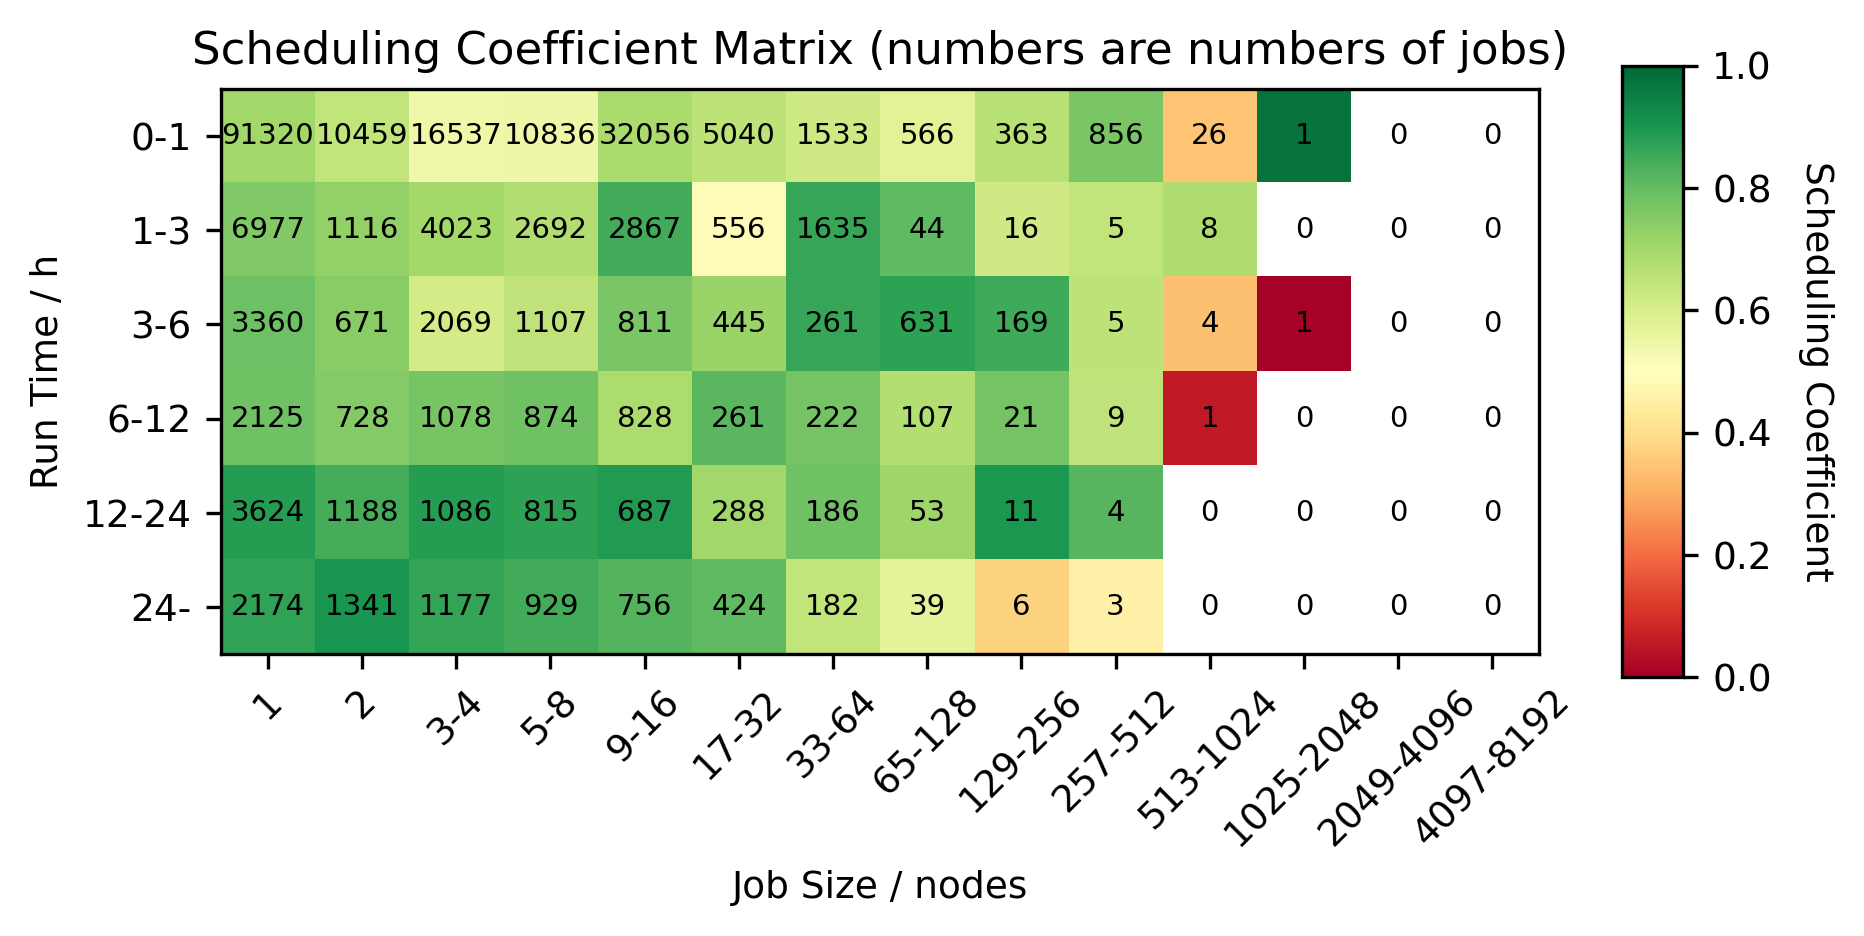 Scheduling Coefficient Matrix (numbers are numbers of jobs)
0-1 91320 10459 16537 10836 32056 5040 1533 566 363 856 26 1 0 0
1-3 6977 1116 4023 2692 2867 556 1635 44 16 5 8 0 0 0
3-6 3360 671 2069 1107 811 445 261 631 169 5 4 1 0 0
6-12 2125 728 1078 874 828 261 222 107 21 9 1 0 0 0
12-24 3624 1188 1086 815 687 288 186 53 11 4 0 0 0 0
24- 2174 1341 1177 929 756 424 182 39 6 3 0 0 0 0
1 2 3-4 5-8 9-16 17-32 33-64 65-128 129-256 257-512 513-1024 1025-2048 2049-4096 4097-8192
Job Size / nodes
Run Time / h
1.0
0.8
0.6
0.4
0.2
0.0
Scheduling Coefficient